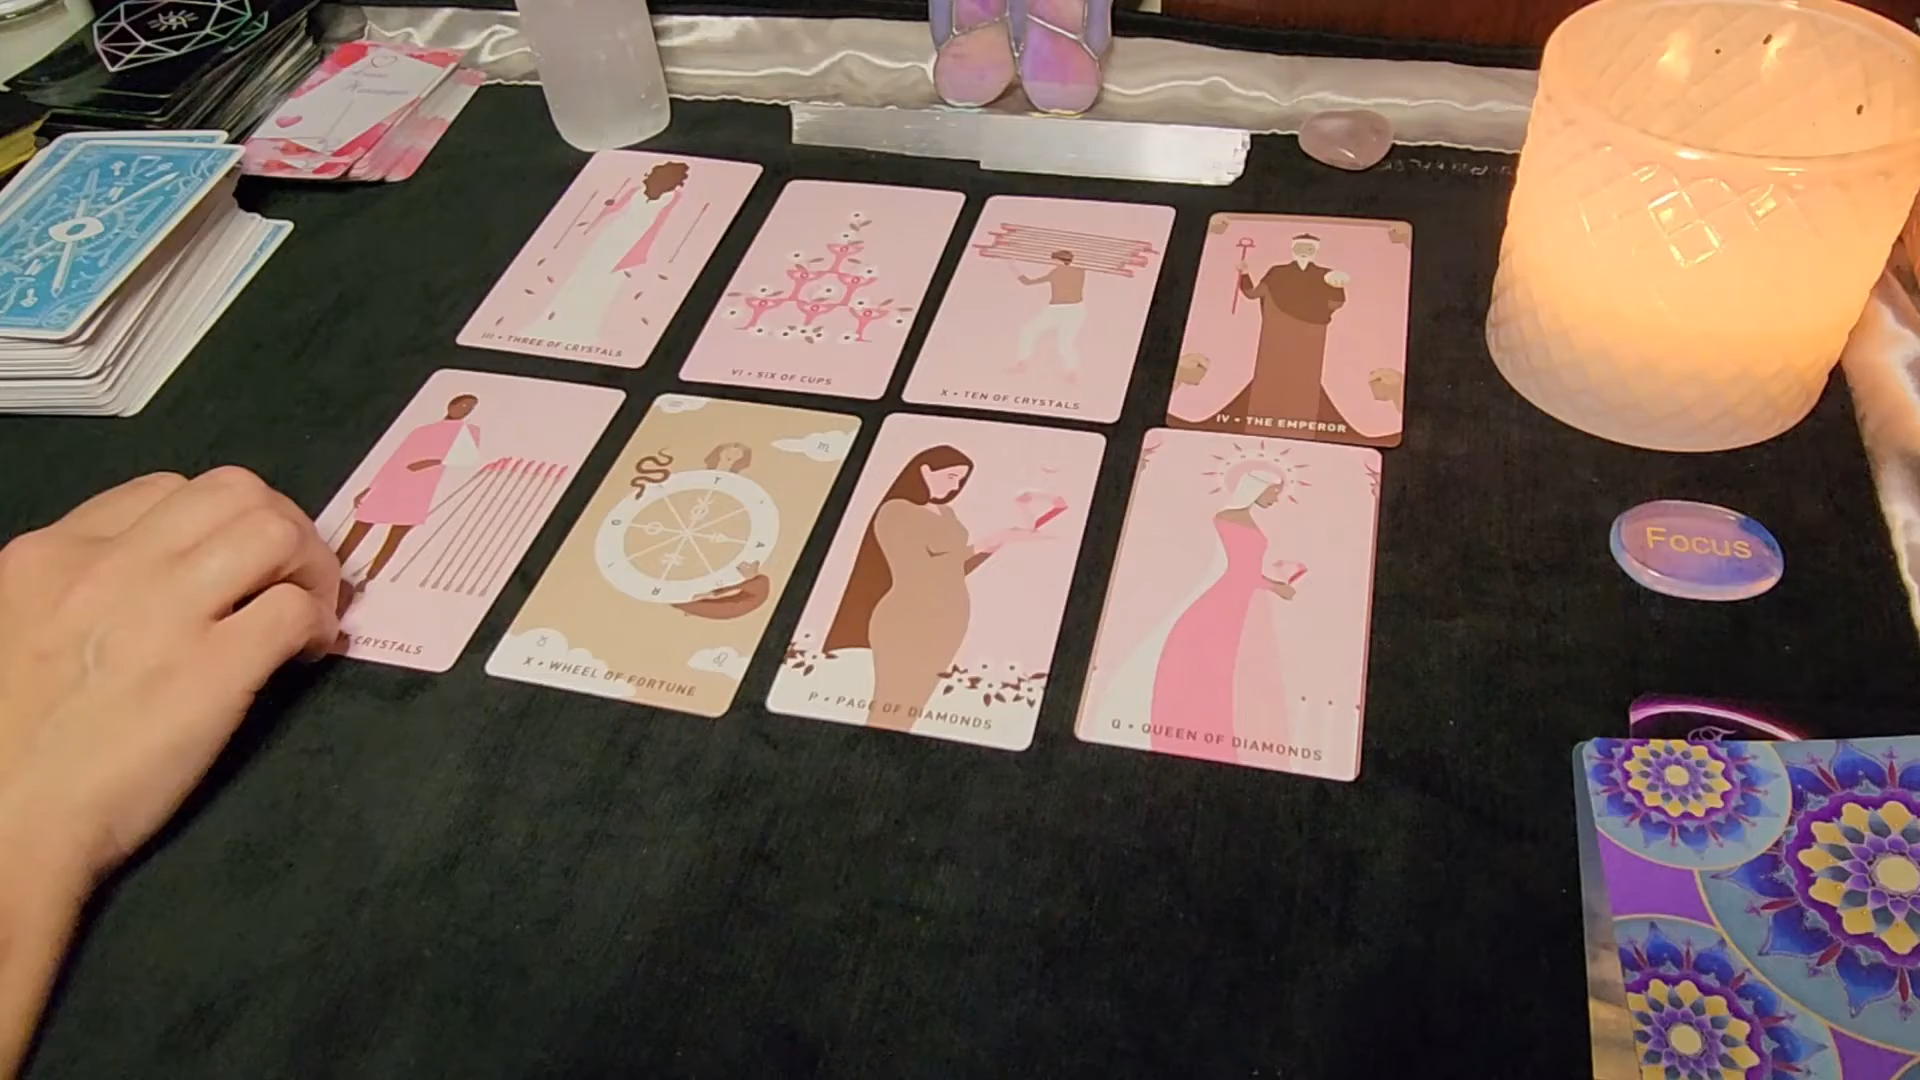 III • THREE OF CRYSTALS
VI • SIX OF CUPS
X • TEN OF CRYSTALS
IV • THE EMPEROR
CRYSTALS
X • WHEEL OF FORTUNE
P • PAGE OF DIAMONDS
Q • QUEEN OF DIAMONDS
Focus